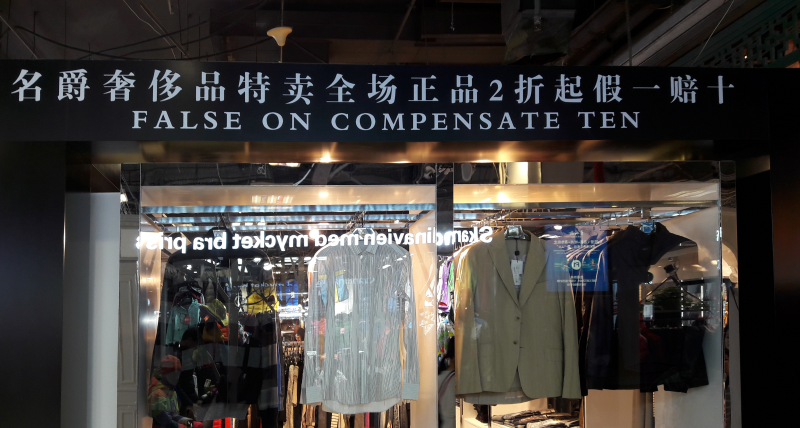 名爵奢侈品特卖全场正品2折起假一赔十
FALSE ON COMPENSATE TEN
Skandinavien med mycket bra pris